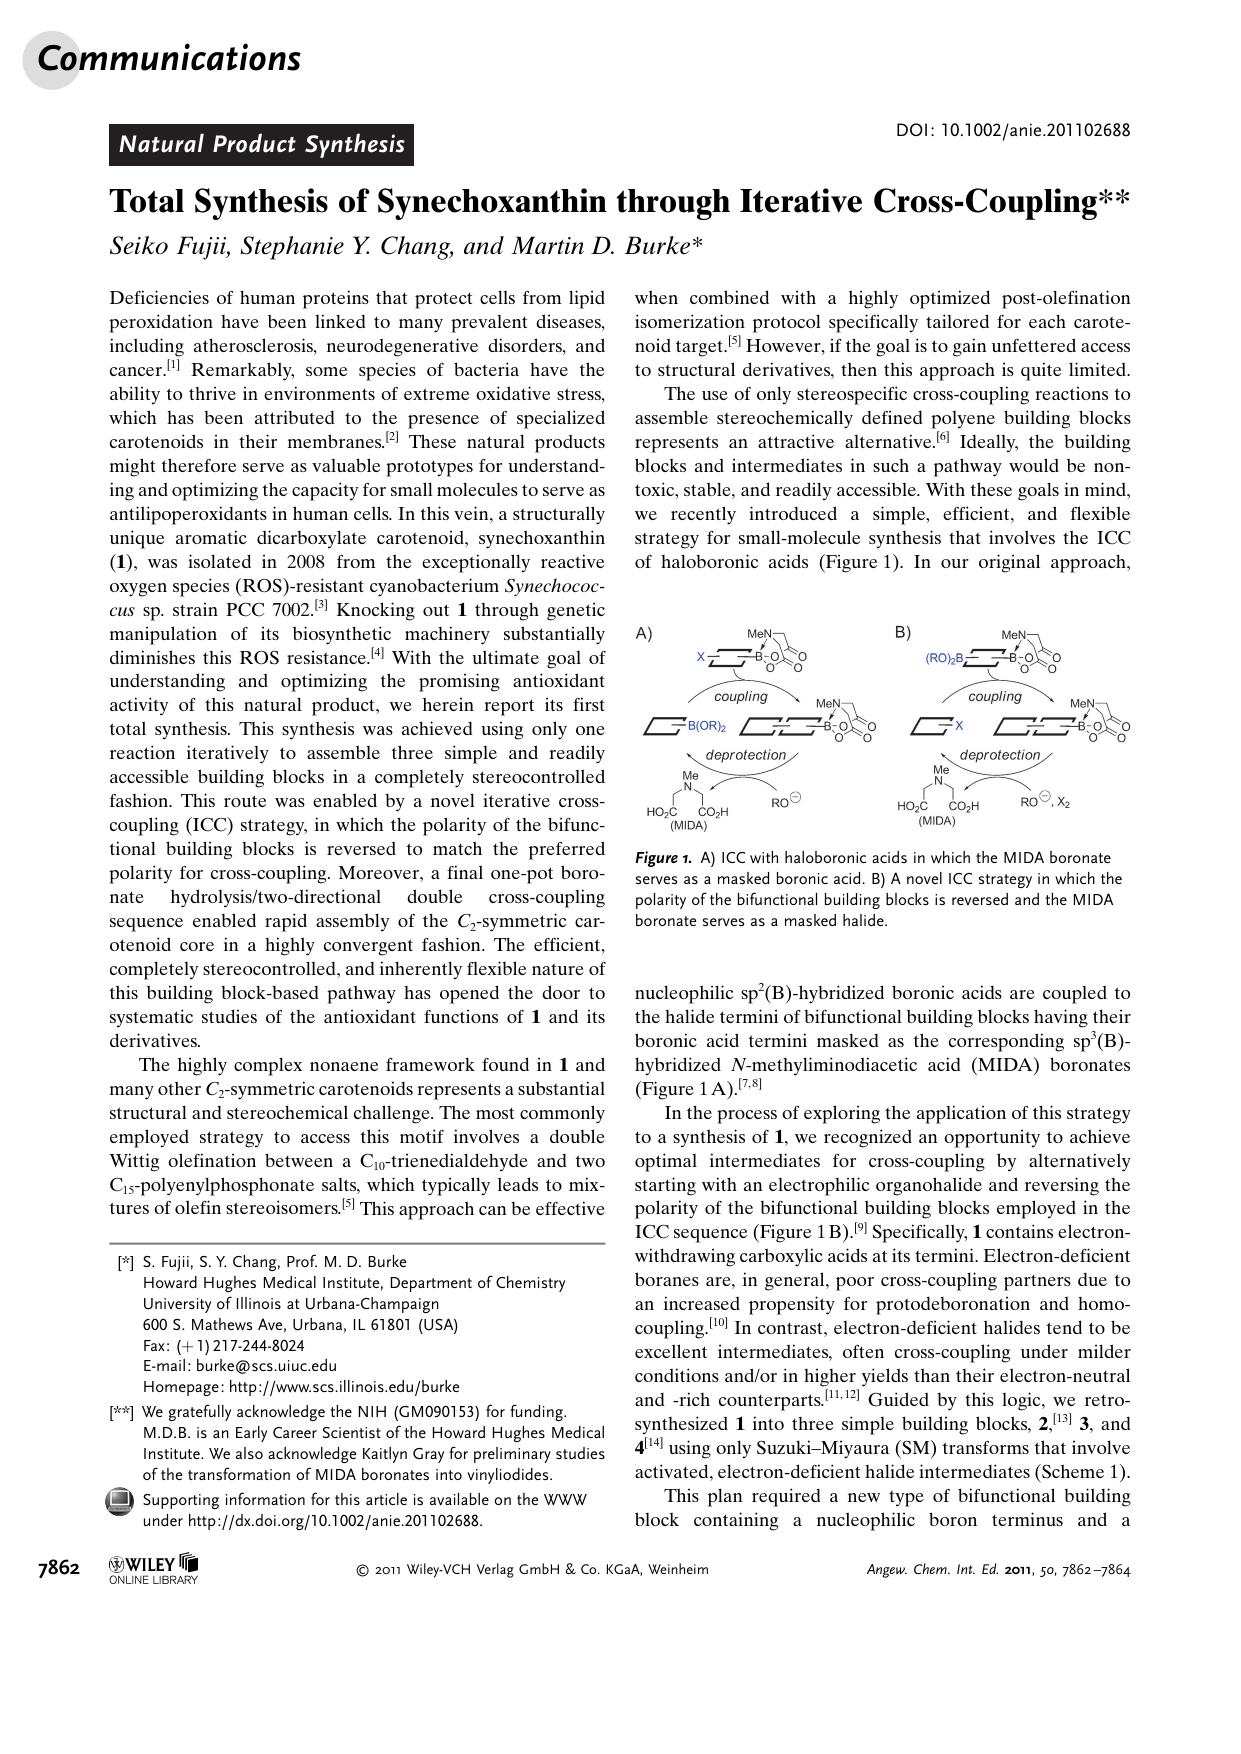 Communications
Natural Product Synthesis
DOI: 10.1002/anie.201102688
Total Synthesis of Synechoxanthin through Iterative Cross-Coupling**
Seiko Fujii, Stephanie Y. Chang, and Martin D. Burke*
Deficiencies of human proteins that protect cells from lipid
peroxidation have been linked to many prevalent diseases,
including atherosclerosis, neurodegenerative disorders, and
cancer.[1] Remarkably, some species of bacteria have the
ability to thrive in environments of extreme oxidative stress,
which has been attributed to the presence of specialized
carotenoids in their membranes.[2] These natural products
might therefore serve as valuable prototypes for understand-
ing and optimizing the capacity for small molecules to serve as
antilipoperoxidants in human cells. In this vein, a structurally
unique aromatic dicarboxylate carotenoid, synechoxanthin
(1), was isolated in 2008 from the exceptionally reactive
oxygen species (ROS)-resistant cyanobacterium Synechococ-
cus sp. strain PCC 7002.[3] Knocking out 1 through genetic
manipulation of its biosynthetic machinery substantially
diminishes this ROS resistance.[4] With the ultimate goal of
understanding and optimizing the promising antioxidant
activity of this natural product, we herein report its first
total synthesis. This synthesis was achieved using only one
reaction iteratively to assemble three simple and readily
accessible building blocks in a completely stereocontrolled
fashion. This route was enabled by a novel iterative cross-
coupling (ICC) strategy, in which the polarity of the bifunc-
tional building blocks is reversed to match the preferred
polarity for cross-coupling. Moreover, a final one-pot boro-
nate hydrolysis/two-directional double cross-coupling
sequence enabled rapid assembly of the C2-symmetric car-
otenoid core in a highly convergent fashion. The efficient,
completely stereocontrolled, and inherently flexible nature of
this building block-based pathway has opened the door to
systematic studies of the antioxidant functions of 1 and its
derivatives.
The highly complex nonaene framework found in 1 and
many other C2-symmetric carotenoids represents a substantial
structural and stereochemical challenge. The most commonly
employed strategy to access this motif involves a double
Wittig olefination between a C10-trienedialdehyde and two
C15-polyenylphosphonate salts, which typically leads to mix-
tures of olefin stereoisomers.[5] This approach can be effective
[*] S. Fujii, S. Y. Chang, Prof. M. D. Burke
Howard Hughes Medical Institute, Department of Chemistry
University of Illinois at Urbana-Champaign
600 S. Mathews Ave, Urbana, IL 61801 (USA)
Fax: (+1) 217-244-8024
E-mail: burke@scs.uiuc.edu
Homepage: http://www.scs.illinois.edu/burke
[**] We gratefully acknowledge the NIH (GM090153) for funding.
M.D.B. is an Early Career Scientist of the Howard Hughes Medical
Institute. We also acknowledge Kaitlyn Gray for preliminary studies
of the transformation of MIDA boronates into vinyliodides.
Supporting information for this article is available on the WWW
under http://dx.doi.org/10.1002/anie.201102688.
when combined with a highly optimized post-olefination
isomerization protocol specifically tailored for each carote-
noid target.[5] However, if the goal is to gain unfettered access
to structural derivatives, then this approach is quite limited.
The use of only stereospecific cross-coupling reactions to
assemble stereochemically defined polyene building blocks
represents an attractive alternative.[6] Ideally, the building
blocks and intermediates in such a pathway would be non-
toxic, stable, and readily accessible. With these goals in mind,
we recently introduced a simple, efficient, and flexible
strategy for small-molecule synthesis that involves the ICC
of haloboronic acids (Figure 1). In our original approach,
A)
MeN
X B O O O O
coupling
MeN
B(OR)2 B O O O O
deprotection
Me
N
HO2C CO2H
(MIDA)
RO⊖
B)
MeN
(RO)2B B O O O O
coupling
MeN
X B O O O O
deprotection
Me
N
HO2C CO2H
(MIDA)
RO⊖, X2
Figure 1. A) ICC with haloboronic acids in which the MIDA boronate
serves as a masked boronic acid. B) A novel ICC strategy in which the
polarity of the bifunctional building blocks is reversed and the MIDA
boronate serves as a masked halide.
nucleophilic sp2(B)-hybridized boronic acids are coupled to
the halide termini of bifunctional building blocks having their
boronic acid termini masked as the corresponding sp3(B)-
hybridized N-methyliminodiacetic acid (MIDA) boronates
(Figure 1 A).[7,8]
In the process of exploring the application of this strategy
to a synthesis of 1, we recognized an opportunity to achieve
optimal intermediates for cross-coupling by alternatively
starting with an electrophilic organohalide and reversing the
polarity of the bifunctional building blocks employed in the
ICC sequence (Figure 1 B).[9] Specifically, 1 contains electron-
withdrawing carboxylic acids at its termini. Electron-deficient
boranes are, in general, poor cross-coupling partners due to
an increased propensity for protodeboronation and homo-
coupling.[10] In contrast, electron-deficient halides tend to be
excellent intermediates, often cross-coupling under milder
conditions and/or in higher yields than their electron-neutral
and -rich counterparts.[11,12] Guided by this logic, we retro-
synthesized 1 into three simple building blocks, 2,[13] 3, and
4[14] using only Suzuki–Miyaura (SM) transforms that involve
activated, electron-deficient halide intermediates (Scheme 1).
This plan required a new type of bifunctional building
block containing a nucleophilic boron terminus and a
7862
WILEY
ONLINE LIBRARY
© 2011 Wiley-VCH Verlag GmbH & Co. KGaA, Weinheim
Angew. Chem. Int. Ed. 2011, 50, 7862–7864